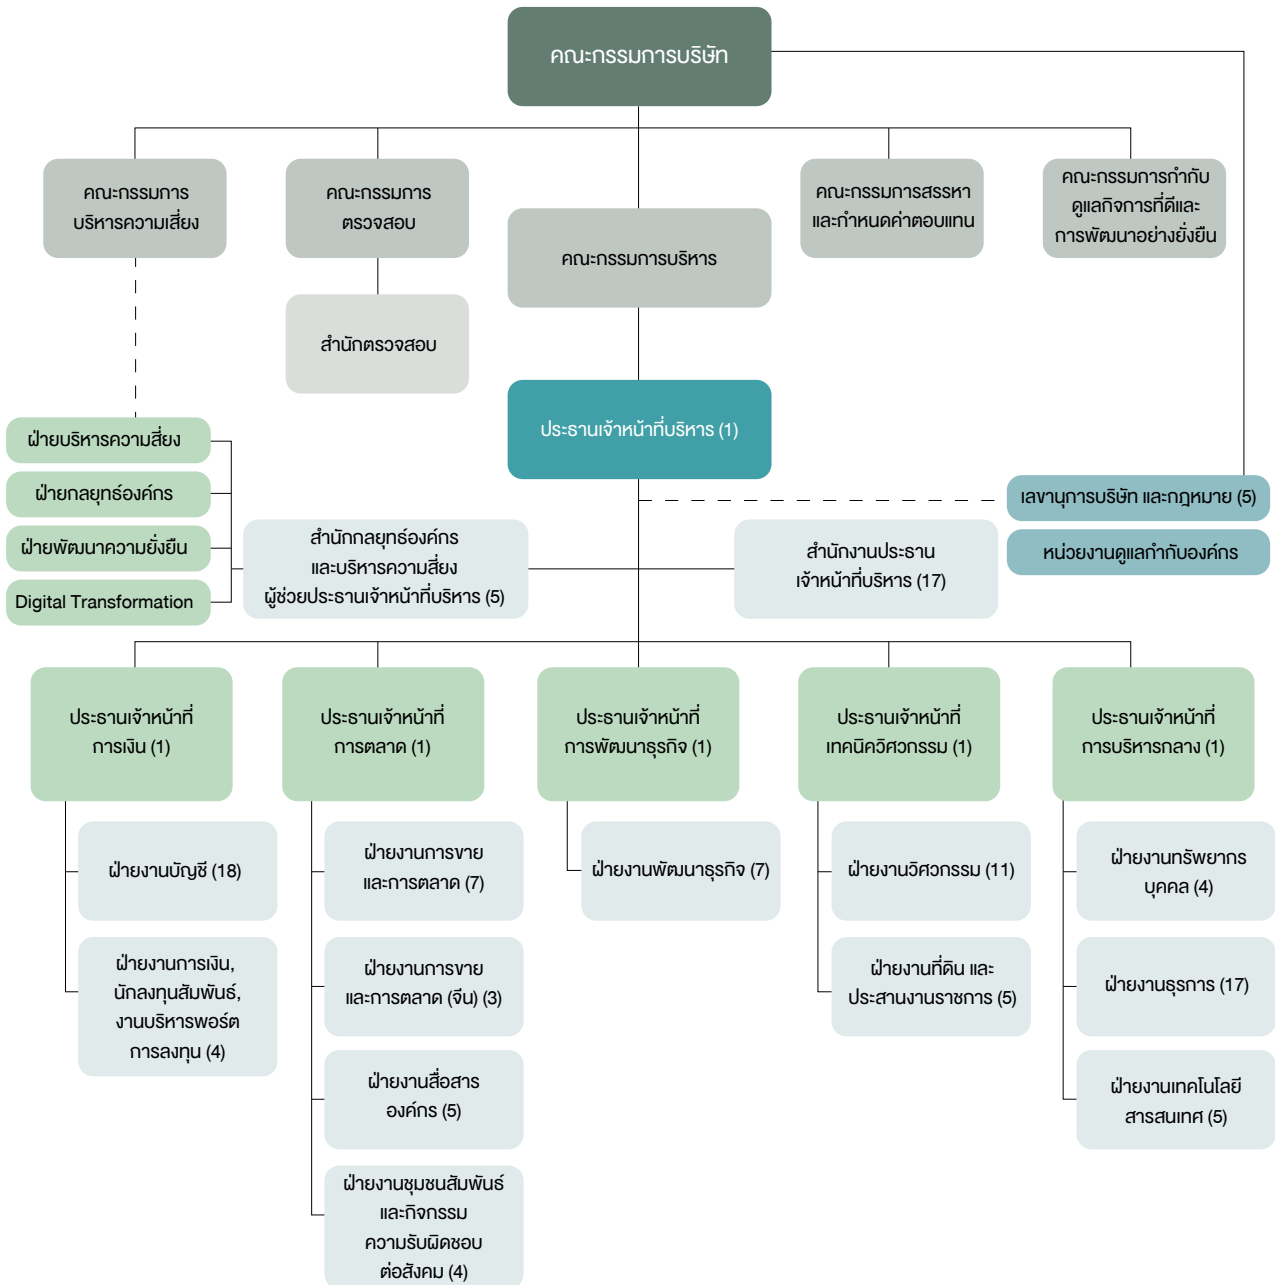 คณะกรรมการบริษัท
คณะกรรมการ
บริหารความเสี่ยง
คณะกรรมการ
ตรวจสอบ
คณะกรรมการบริหาร
คณะกรรมการสรรหา
และกำหนดค่าตอบแทน
คณะกรรมการกำกับ
ดูแลกิจการที่ดีและ
การพัฒนาอย่างยั่งยืน
สำนักตรวจสอบ
ประธานเจ้าหน้าที่บริหาร (1)
ฝ่ายบริหารความสี่ยง
ฝ่ายกลยุทธ์องค์กร
ฝ่ายพัฒนาความยั่งยืน
Digital Transformation
สำนักกลยุทธ์องค์กร
และบริหารความสี่ยง
ผู้ช่วยประธานเจ้าหน้าที่บริหาร (5)
สำนักงานประธาน
เจ้าหน้าที่บริหาร (17)
เลขานุการบริษัท และกฎหมาย (5)
หน่วยงานดูแลกำกับองค์กร
ประธานเจ้าหน้าที่
การเงิน (1)
ประธานเจ้าหน้าที่
การตลาด (1)
ประธานเจ้าหน้าที่
การพัฒนาธุรกิจ (1)
ประธานเจ้าหน้าที่
เทคนิควิศวกรรม (1)
ประธานเจ้าหน้าที่
การบริหารกลาง (1)
ฝ่ายงานบัญชี (18)
ฝ่ายงานการเงิน,
นักลงทุนสัมพันธ์,
งานบริหารพอร์ต
การลงทุน (4)
ฝ่ายงานการขาย
และการตลาด (7)
ฝ่ายงานการขาย
และการตลาด (จีน) (3)
ฝ่ายงานสื่อสาร
องค์กร (5)
ฝ่ายงานชุมชนสัมพันธ์
และกิจกรรม
ความรับผิดชอบ
ต่อสังคม (4)
ฝ่ายงานพัฒนาธุรกิจ (7)
ฝ่ายงานวิศวกรรม (11)
ฝ่ายงานที่ดิน และ
ประสานงานราชการ (5)
ฝ่ายงานทรัพยากร
บุคคล (4)
ฝ่ายงานธุรการ (17)
ฝ่ายงานเทคโนโลยี
สารสนเทศ (5)